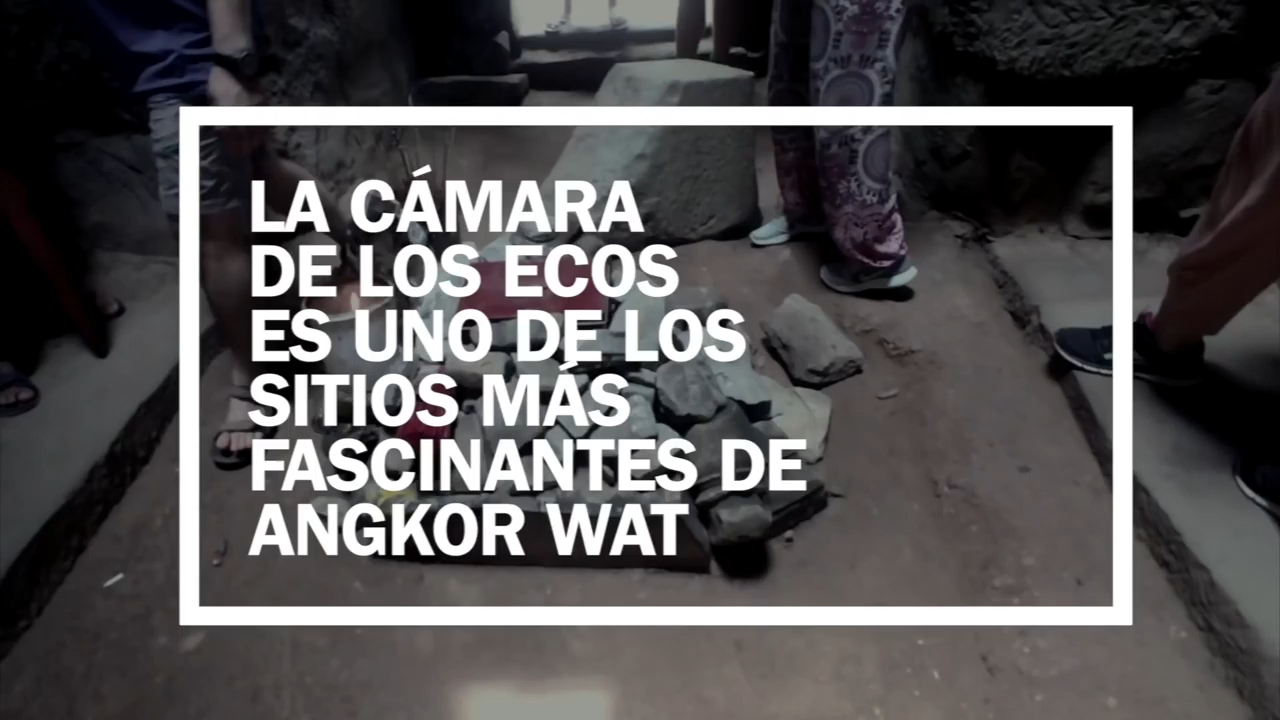 LA CÁMARA
DE LOS ECOS
ES UNO DE LOS
SITIOS MÁS
FASCINANTES DE
ANGKOR WAT